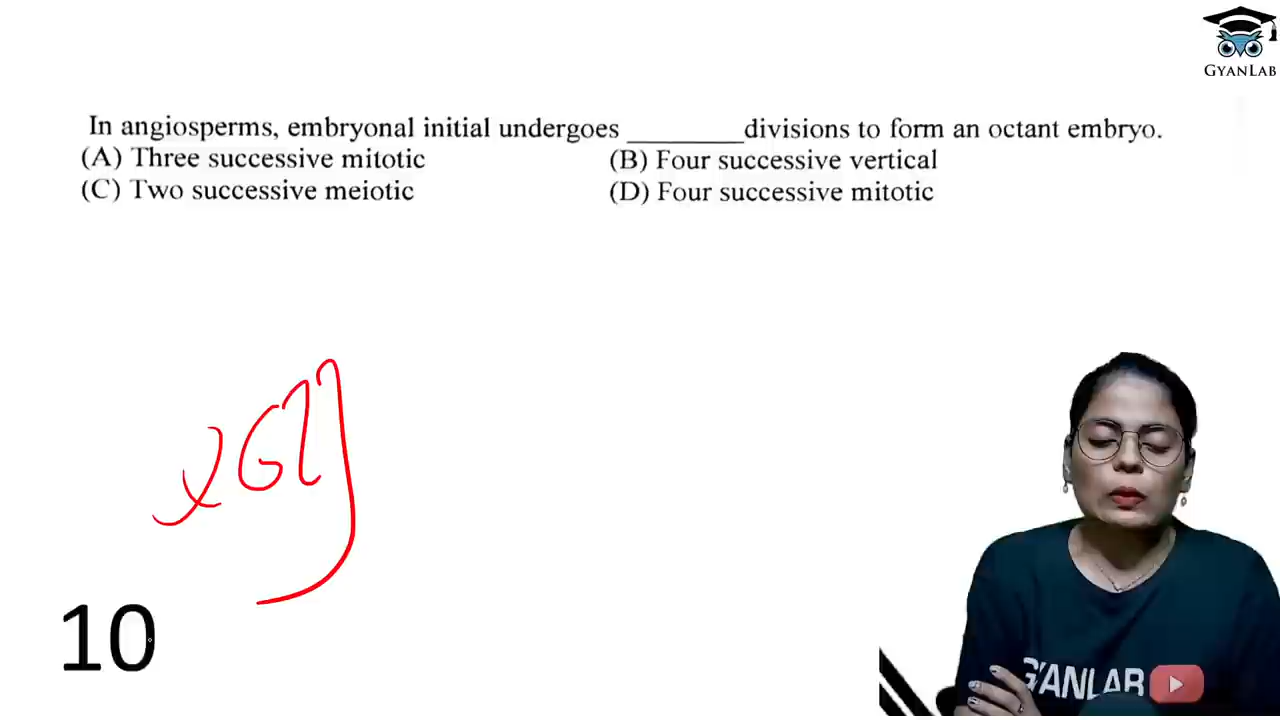 GYANLAB
In angiosperms, embryonal initial undergoes ________ divisions to form an octant embryo.
(A) Three successive mitotic (B) Four successive vertical
(C) Two successive meiotic (D) Four successive mitotic
10
GYANLAB